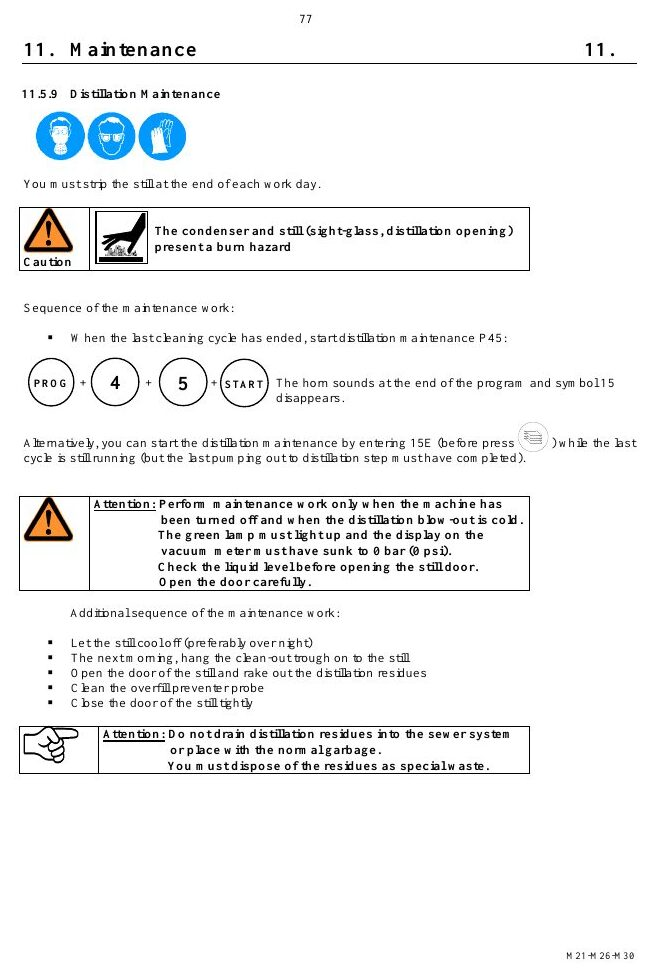 77
11. Maintenance 11.
11.5.9 Distillation Maintenance
You must strip the still at the end of each work day.
The condenser and still (sight-glass, distillation opening)
present a burn hazard
Caution
Sequence of the maintenance work:
▪ When the last cleaning cycle has ended, start distillation maintenance P45:
PROG + 4 + 5 + START The horn sounds at the end of the program and symbol 15
disappears.
Alternatively, you can start the distillation maintenance by entering 15E (before press ) while the last
cycle is still running (but the last pumping out to distillation step must have completed).
Attention: Perform maintenance work only when the machine has
been turned off and when the distillation blow-out is cold.
The green lamp must light up and the display on the
vacuum meter must have sunk to 0 bar (0 psi).
Check the liquid level before opening the still door.
Open the door carefully.
Additional sequence of the maintenance work:
▪ Let the still cool off (preferably over night)
▪ The next morning, hang the clean-out trough on to the still
▪ Open the door of the still and rake out the distillation residues
▪ Clean the overfill preventer probe
▪ Close the door of the still tightly
Attention: Do not drain distillation residues into the sewer system
or place with the normal garbage.
You must dispose of the residues as special waste.
M21-M26-M30